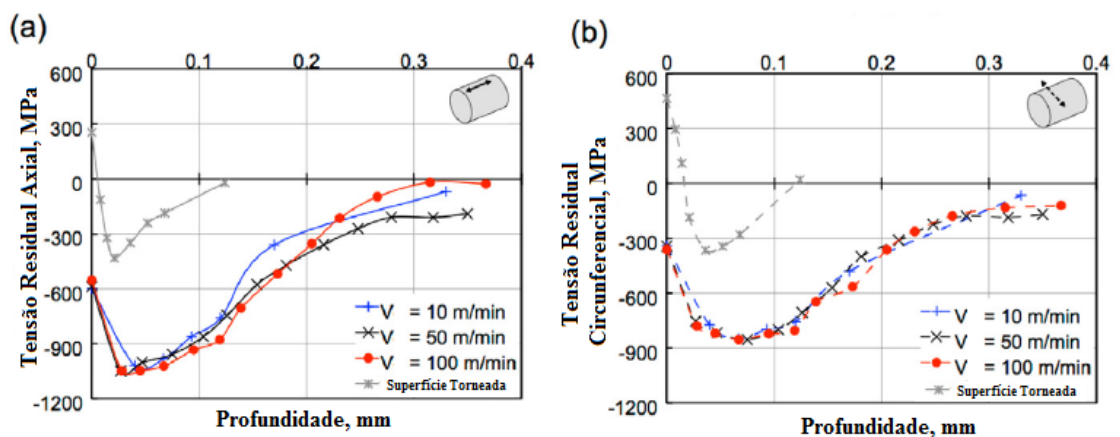 (a)
0 0.1 0.2 0.3 0.4
600
300
0
-300
-600
-900
-1200
Tensão Residual Axial, MPa
V = 10 m/min
V = 50 m/min
V = 100 m/min
Superfície Torneada
Profundidade, mm
(b)
0 0.1 0.2 0.3 0.4
600
300
0
-300
-600
-900
-1200
Tensão Residual
Circunferencial, MPa
V = 10 m/min
V = 50 m/min
V = 100 m/min
Superfície Torneada
Profundidade, mm